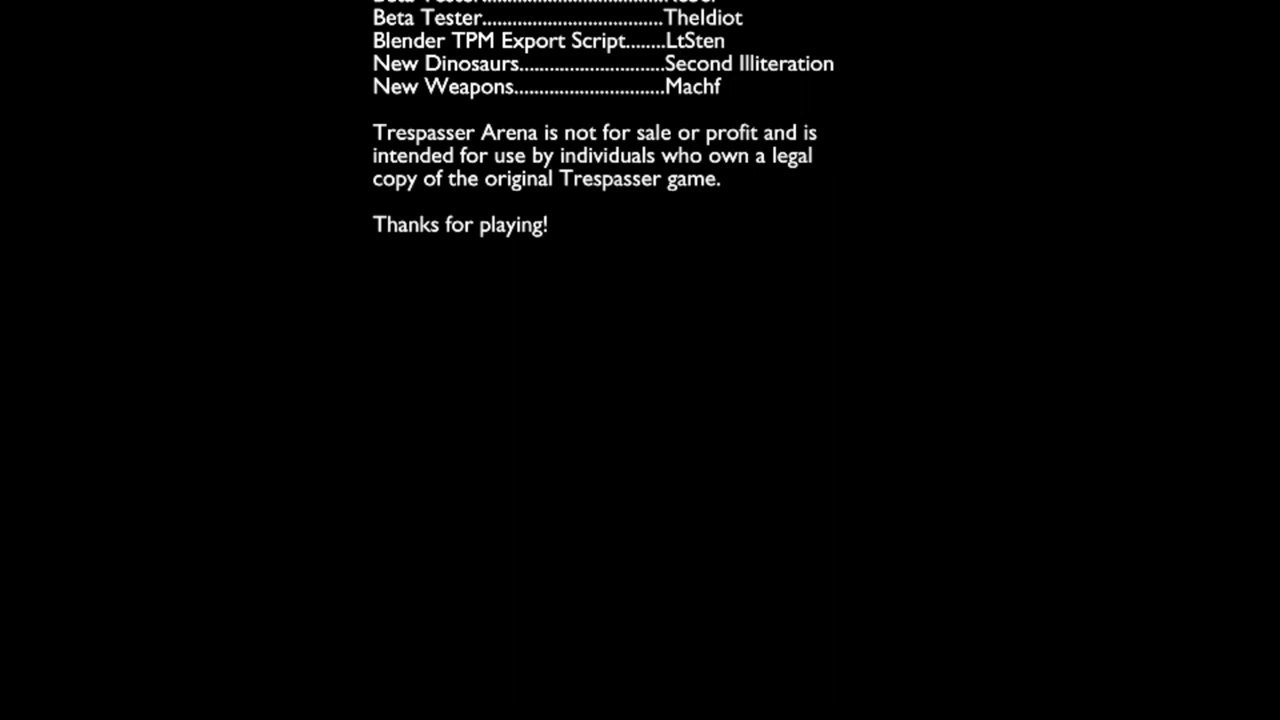 Beta Tester....................................TheIdiot
Blender TPM Export Script........LtSten
New Dinosaurs............................Second Illiteration
New Weapons..............................Machf
Trespasser Arena is not for sale or profit and is
intended for use by individuals who own a legal
copy of the original Trespasser game.
Thanks for playing!